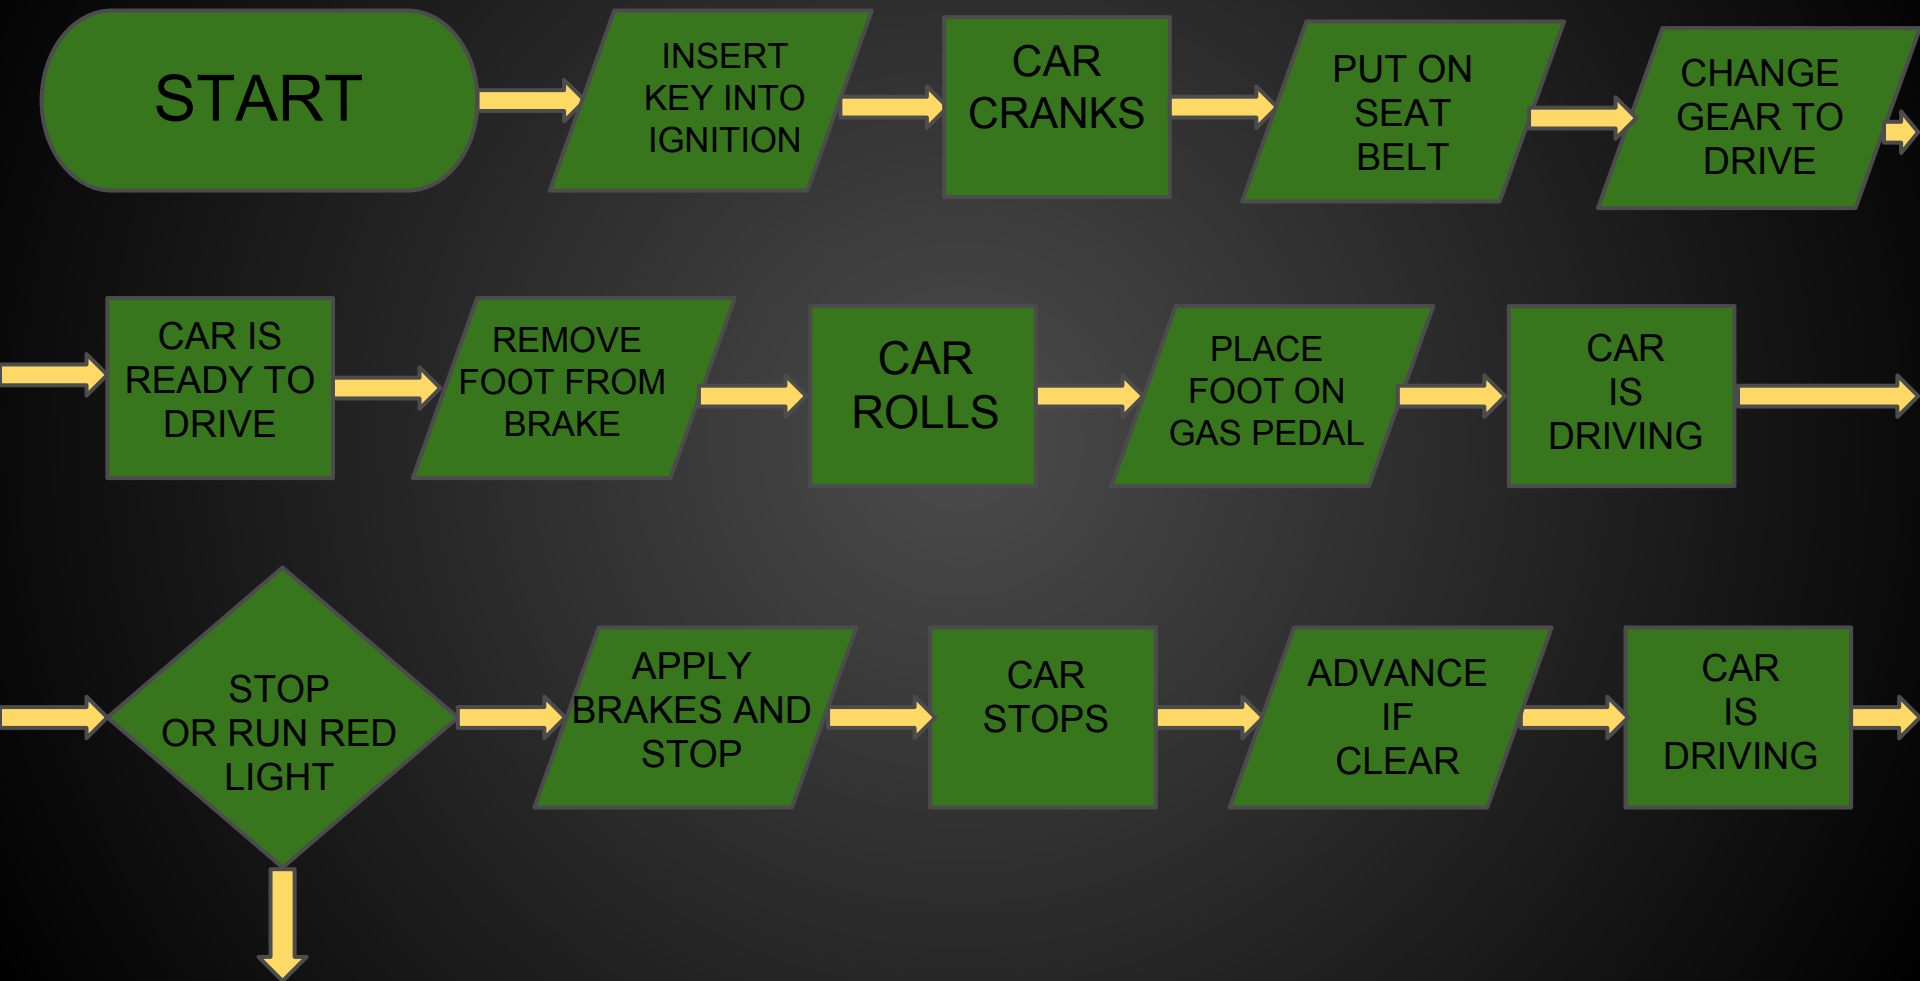 START
INSERT
KEY INTO
IGNITION
CAR
CRANKS
PUT ON
SEAT
BELT
CHANGE
GEAR TO
DRIVE
CAR IS
READY TO
DRIVE
REMOVE
FOOT FROM
BRAKE
CAR
ROLLS
PLACE
FOOT ON
GAS PEDAL
CAR
IS
DRIVING
STOP
OR RUN RED
LIGHT
APPLY
BRAKES AND
STOP
CAR
STOPS
ADVANCE
IF
CLEAR
CAR
IS
DRIVING